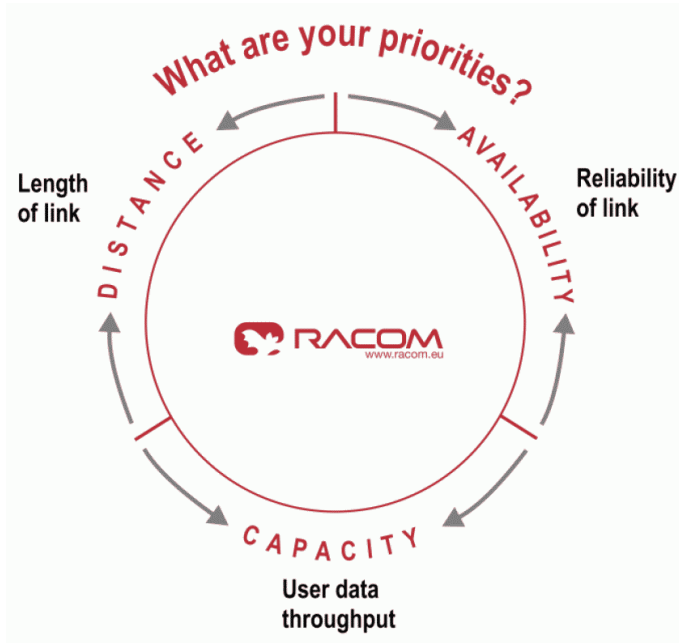 What are your priorities?
DISTANCE
AVAILABILITY
Length
of link
Reliability
of link
RACOM
www.racom.eu
CAPACITY
User data
throughput